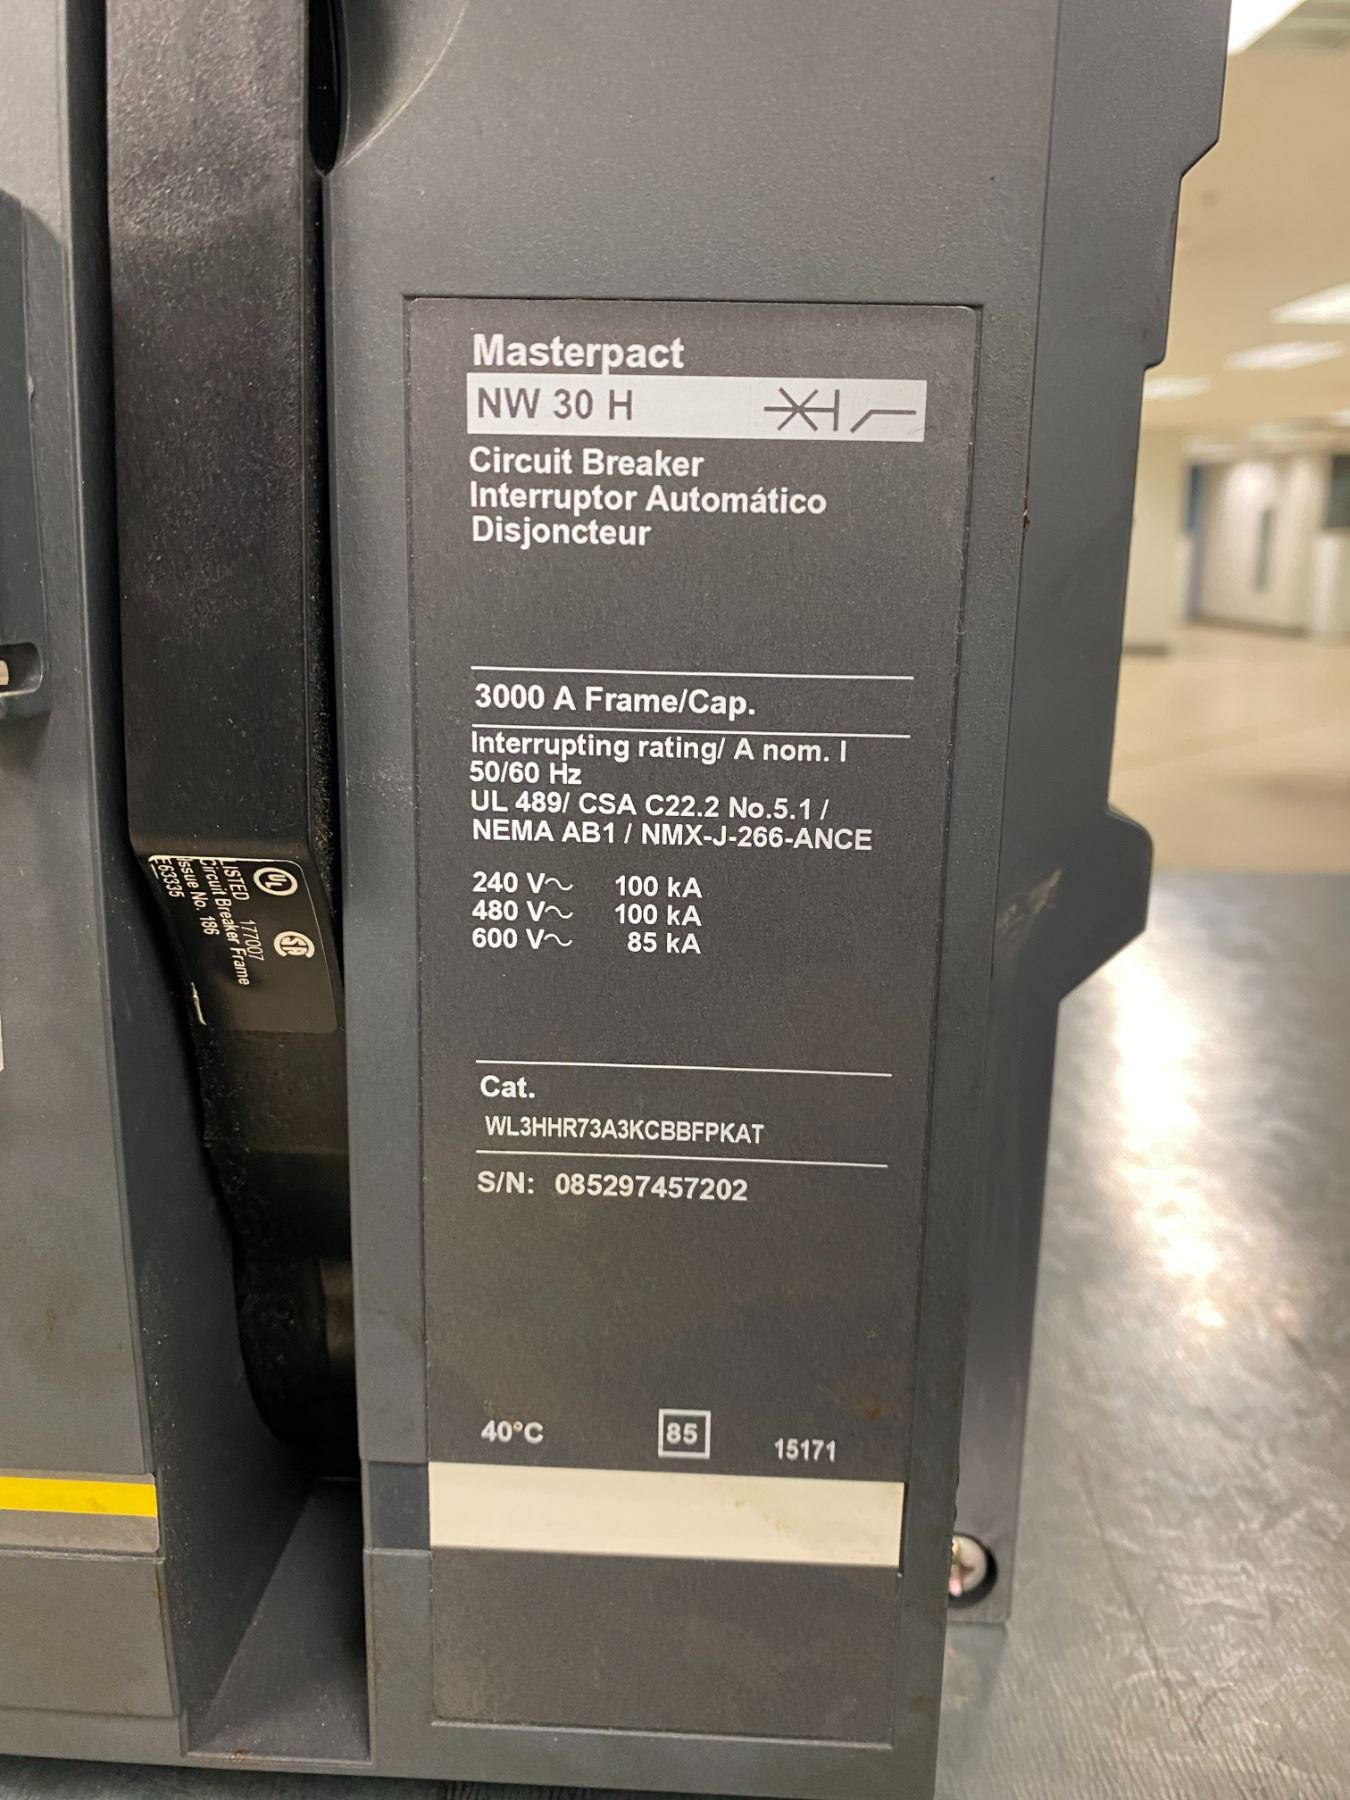 Masterpact
NW 30 H
Circuit Breaker
Interruptor Automático
Disjoncteur
3000 A Frame/Cap.
Interrupting rating/ A nom. I
50/60 Hz
UL 489/ CSA C22.2 No.5.1 /
NEMA AB1 / NMX-J-266-ANCE
240 V~ 100 kA
480 V~ 100 kA
600 V~ 85 kA
Cat.
WL3HHR73A3KCBBFPKAT
S/N: 085297457202
40°C 85 15171
UL
LISTED 177007
Circuit Breaker Frame
Issue No. 186
E63335